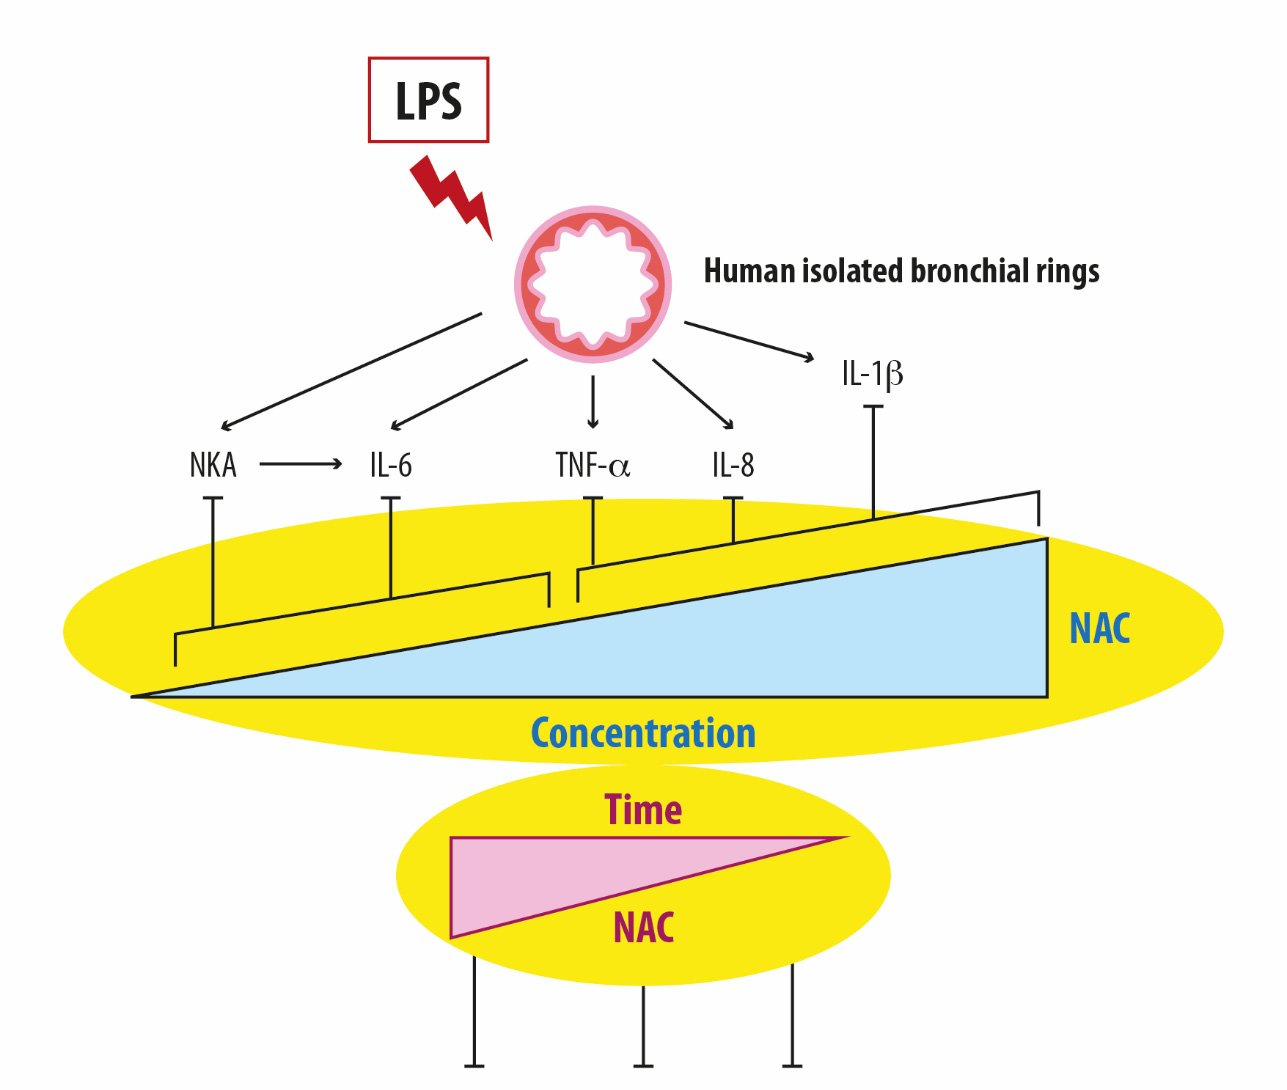 LPS
Human isolated bronchial rings
IL-1β
NKA
IL-6
TNF-α
IL-8
NAC
Concentration
Time
NAC